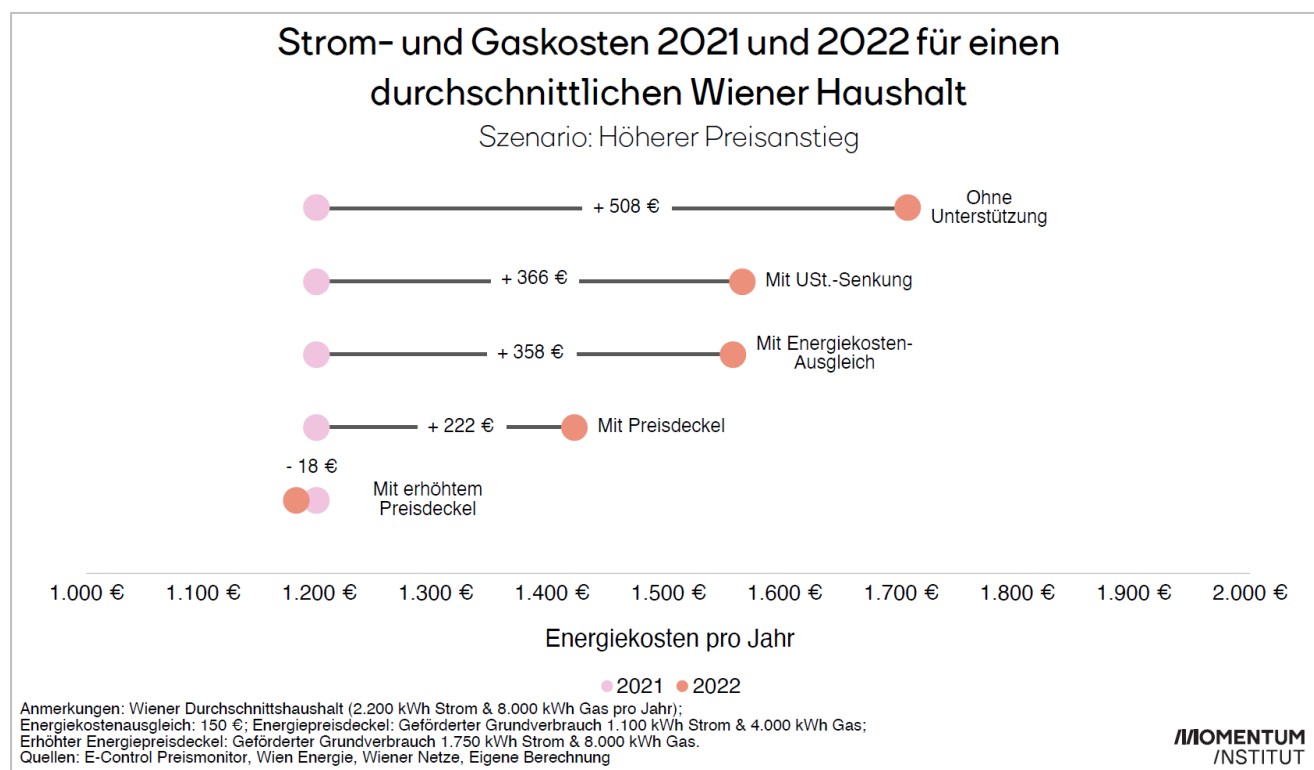 Strom- und Gaskosten 2021 und 2022 für einen
durchschnittlichen Wiener Haushalt
Szenario: Höherer Preisanstieg
+ 508 €
Ohne
Unterstützung
+ 366 €
Mit USt.-Senkung
+ 358 €
Mit Energiekosten-
Ausgleich
+ 222 €
Mit Preisdeckel
- 18 €
Mit erhöhtem
Preisdeckel
1.000 € 1.100 € 1.200 € 1.300 € 1.400 € 1.500 € 1.600 € 1.700 € 1.800 € 1.900 € 2.000 €
Energiekosten pro Jahr
2021 2022
Anmerkungen: Wiener Durchschnittshaushalt (2.200 kWh Strom & 8.000 kWh Gas pro Jahr);
Energiekostenausgleich: 150 €; Energiepreisdeckel: Geförderter Grundverbrauch 1.100 kWh Strom & 4.000 kWh Gas;
Erhöhter Energiepreisdeckel: Geförderter Grundverbrauch 1.750 kWh Strom & 8.000 kWh Gas.
Quellen: E-Control Preismonitor, Wien Energie, Wiener Netze, Eigene Berechnung
MOMENTUM
INSTITUT